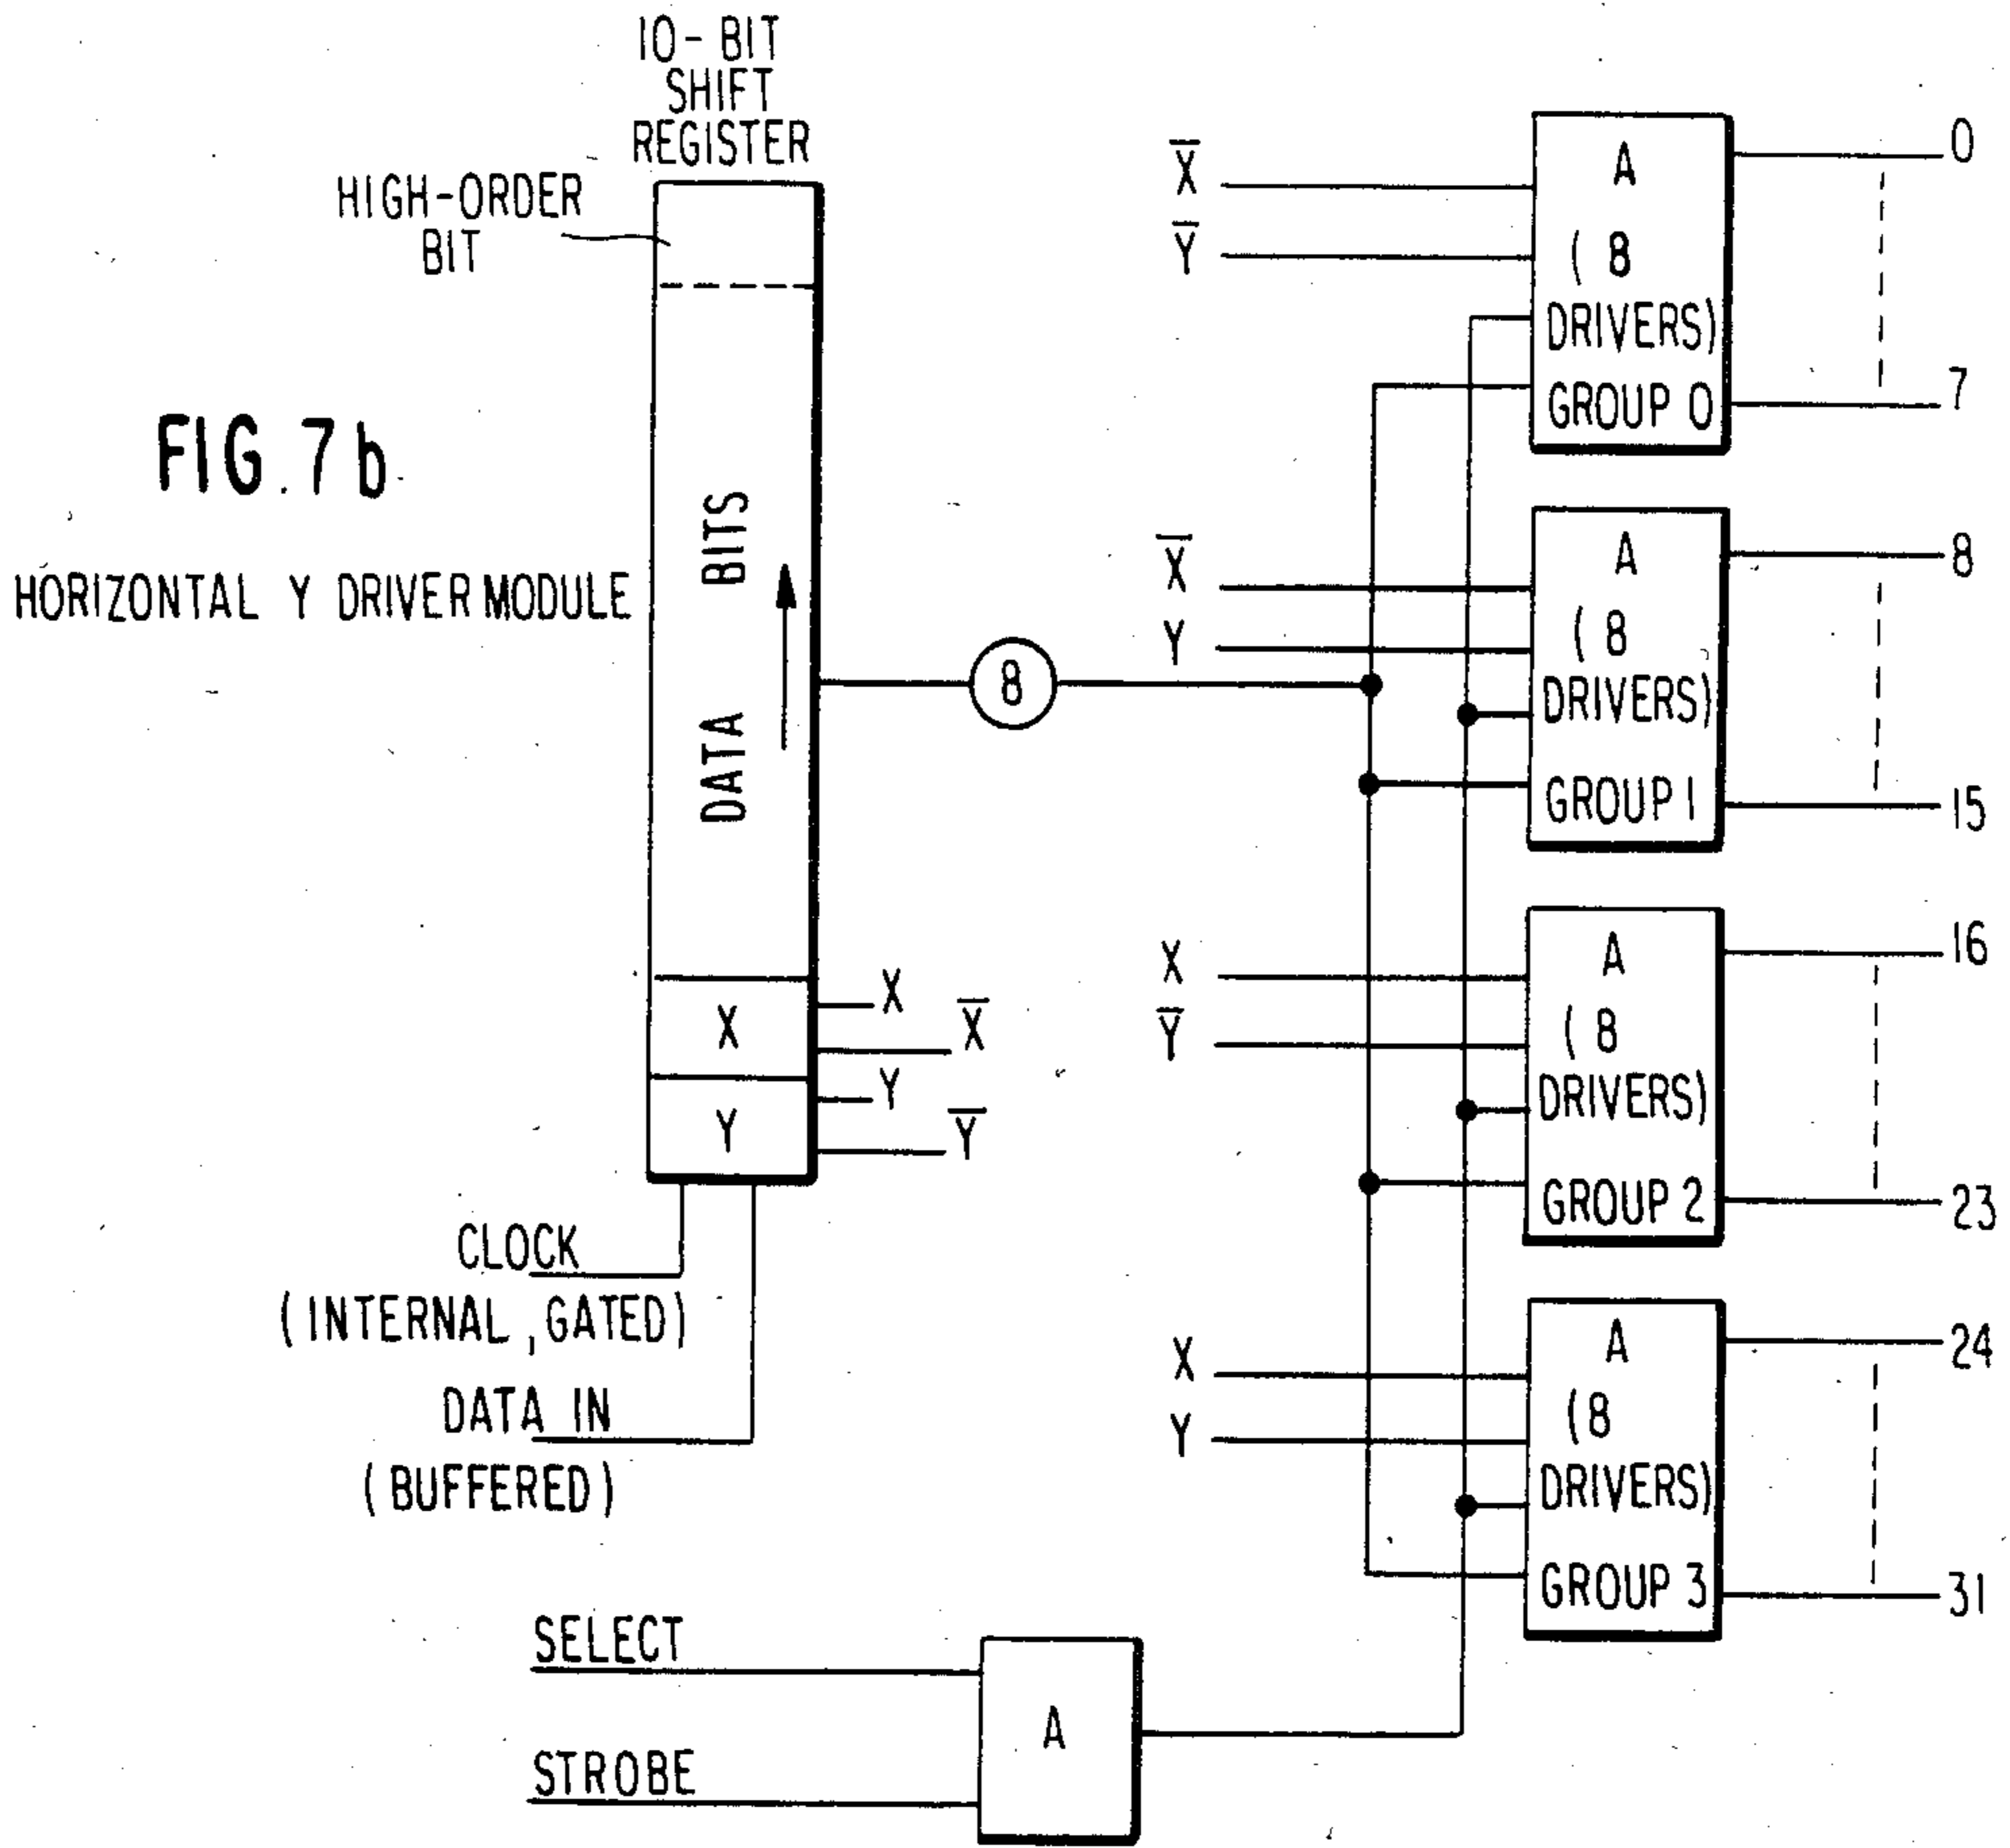 10-BIT
SHIFT
REGISTER
HIGH-ORDER
BIT
FIG. 7b
HORIZONTAL Y DRIVER MODULE
DATA BITS
X
Y
X
X̅
Y
Y̅
CLOCK
(INTERNAL, GATED)
DATA IN
(BUFFERED)
8
SELECT
STROBE
A
X̅
Y̅
A
(8
DRIVERS)
GROUP 0
0
7
X̅
Y
A
(8
DRIVERS)
GROUP 1
8
15
X
Y̅
A
(8
DRIVERS)
GROUP 2
16
23
X
Y
A
(8
DRIVERS)
GROUP 3
24
31